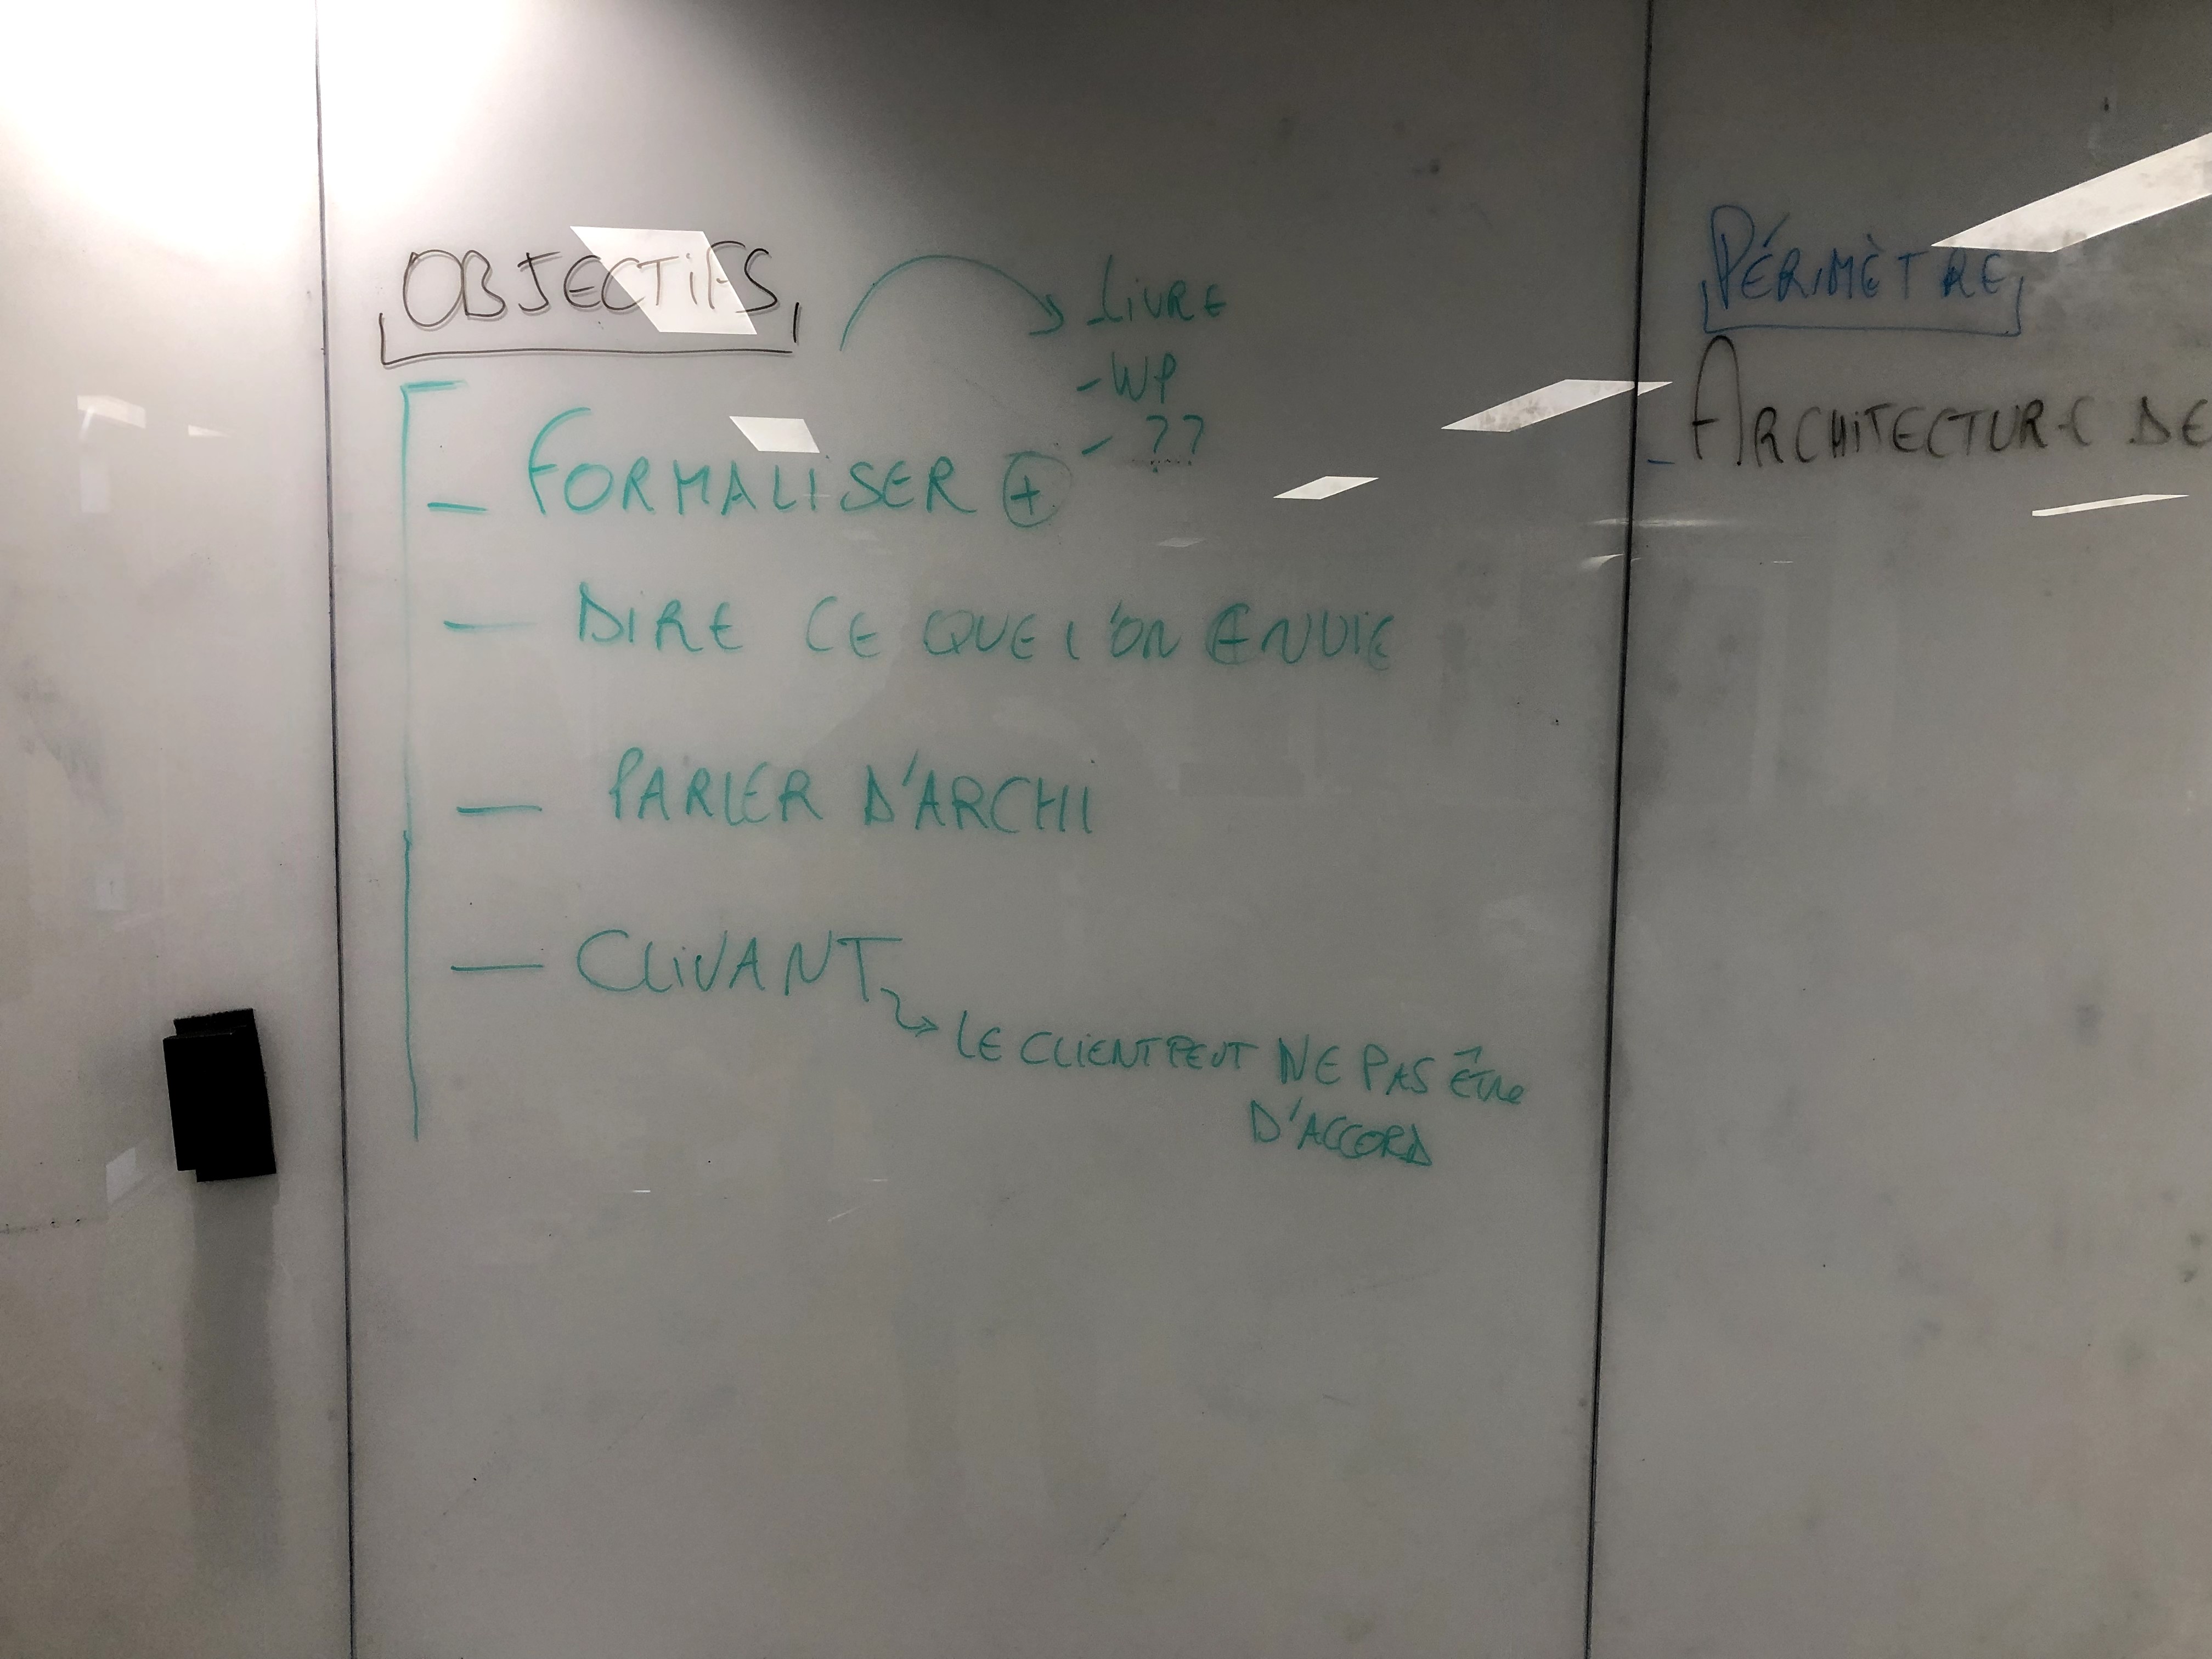 OBJECTIFS
- LIVRE
- WP
- ??
- FORMALISER +
- DIRE CE QUE L'ON ENVIE
- PARLER D'ARCHI
- CLIVANT
LE CLIENT PEUT NE PAS ÊTRE
D'ACCORD
PÉRIMÈTRE
- ARCHITECTURE DE